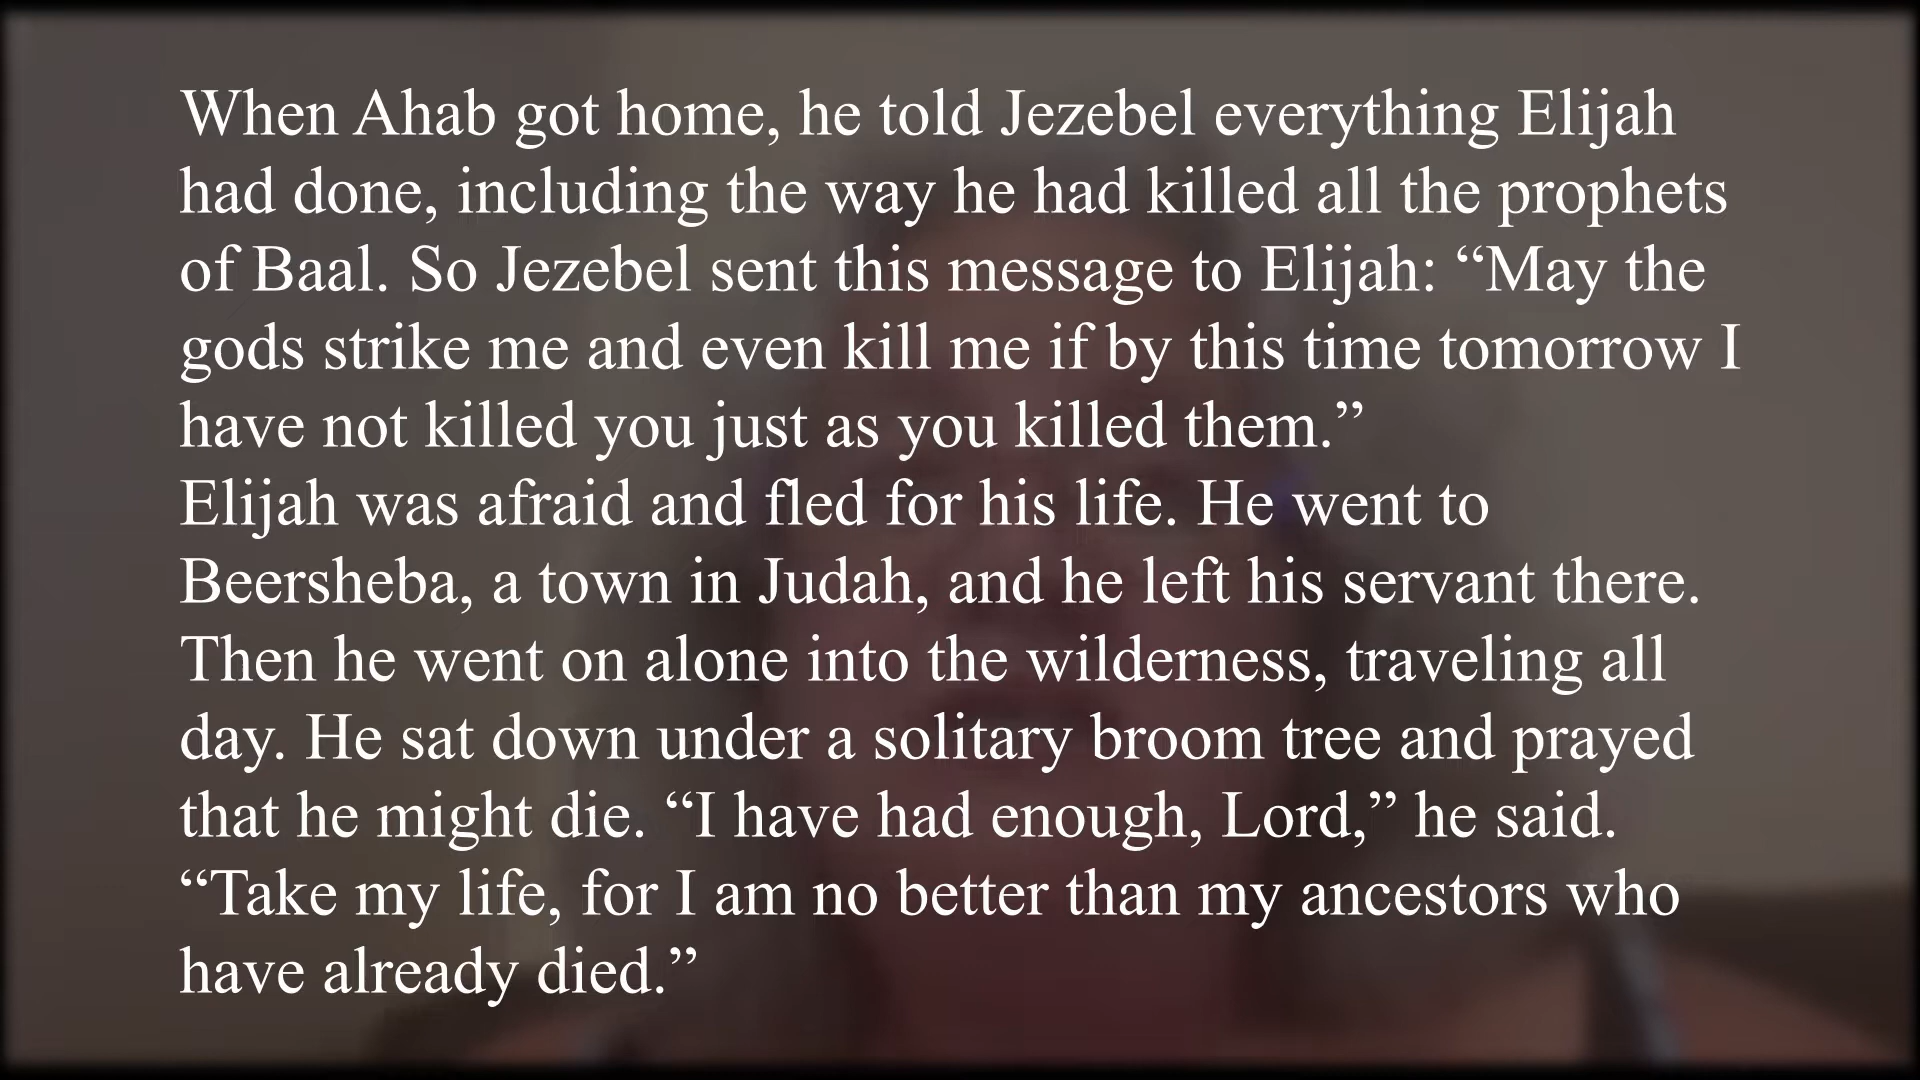 When Ahab got home, he told Jezebel everything Elijah
had done, including the way he had killed all the prophets
of Baal. So Jezebel sent this message to Elijah: “May the
gods strike me and even kill me if by this time tomorrow I
have not killed you just as you killed them.”
Elijah was afraid and fled for his life. He went to
Beersheba, a town in Judah, and he left his servant there.
Then he went on alone into the wilderness, traveling all
day. He sat down under a solitary broom tree and prayed
that he might die. “I have had enough, Lord,” he said.
“Take my life, for I am no better than my ancestors who
have already died.”